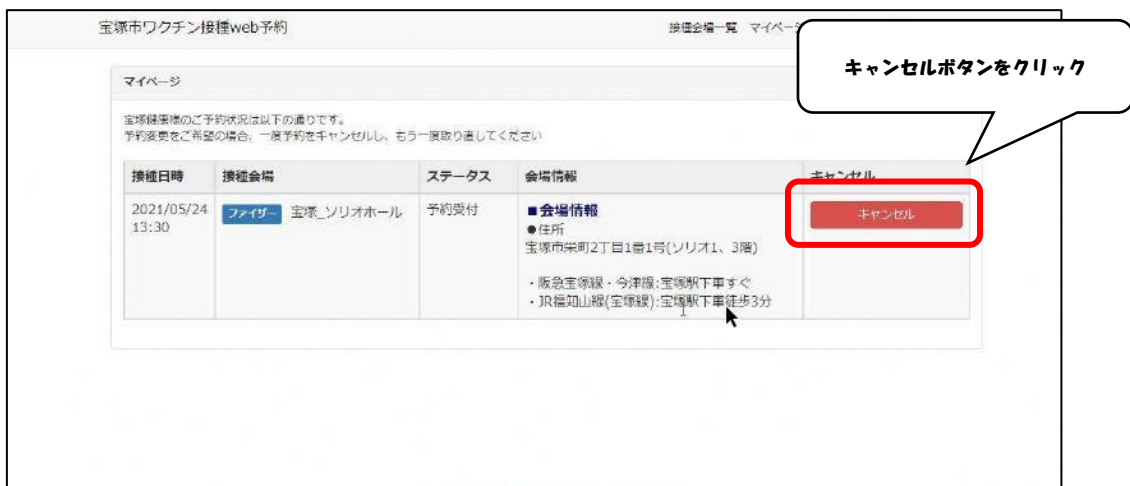 宝塚市ワクチン接種web予約
接種会場一覧 マイページ
キャンセルボタンをクリック
マイページ
宝塚健康様のご予約状況は以下の通りです。
予約変更をご希望の場合、一度予約をキャンセルし、もう一度取り直してください
接種日時 接種会場 ステータス 会場情報 キャンセル
2021/05/24 ファイザー 宝塚_ソリオホール 予約受付 ■会場情報 キャンセル
13:30 ●住所
宝塚市栄町2丁目1番1号(ソリオ1、3階)
・阪急宝塚線・今津線:宝塚駅下車すぐ
・JR福知山線(宝塚線):宝塚駅下車徒歩3分